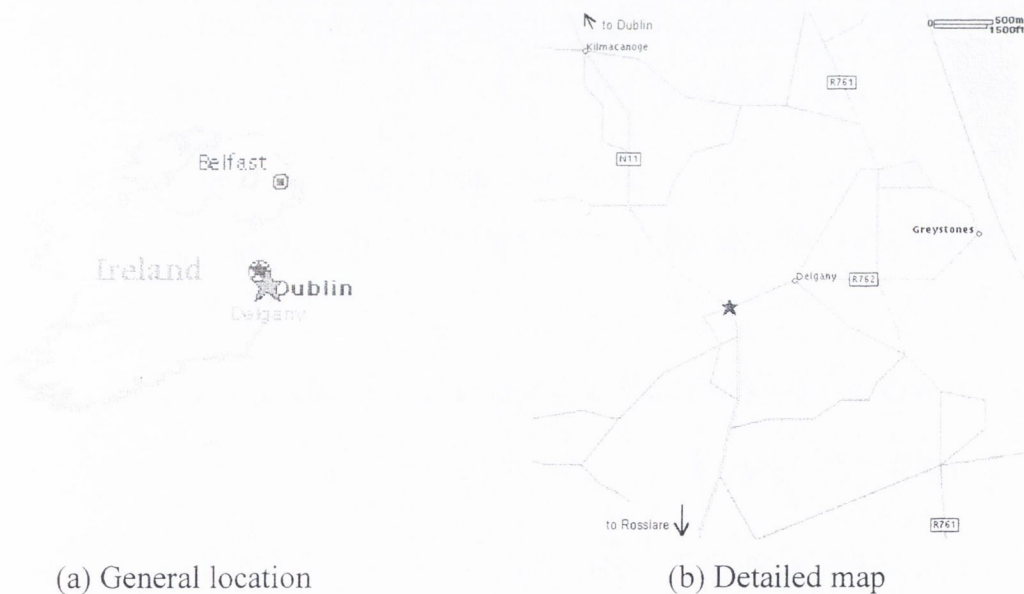 Belfast
Ireland
Dublin
Delgany
(a) General location
to Dublin
Kilmacanoge
0 500m
1500ft
R761
N11
Greystones
Delgany
R762
to Rosslare
R761
(b) Detailed map